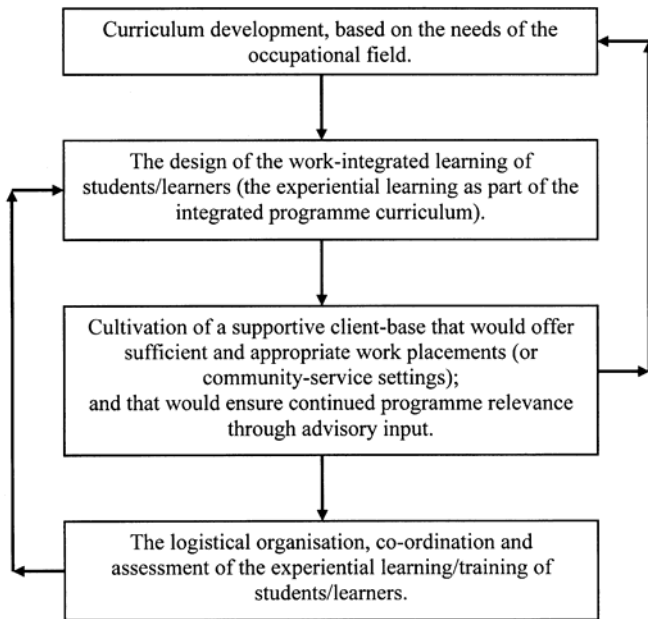 Curriculum development, based on the needs of the
occupational field.
The design of the work-integrated learning of
students/learners (the experiential learning as part of the
integrated programme curriculum).
Cultivation of a supportive client-base that would offer
sufficient and appropriate work placements (or
community-service settings);
and that would ensure continued programme relevance
through advisory input.
The logistical organisation, co-ordination and
assessment of the experiential learning/training of
students/learners.